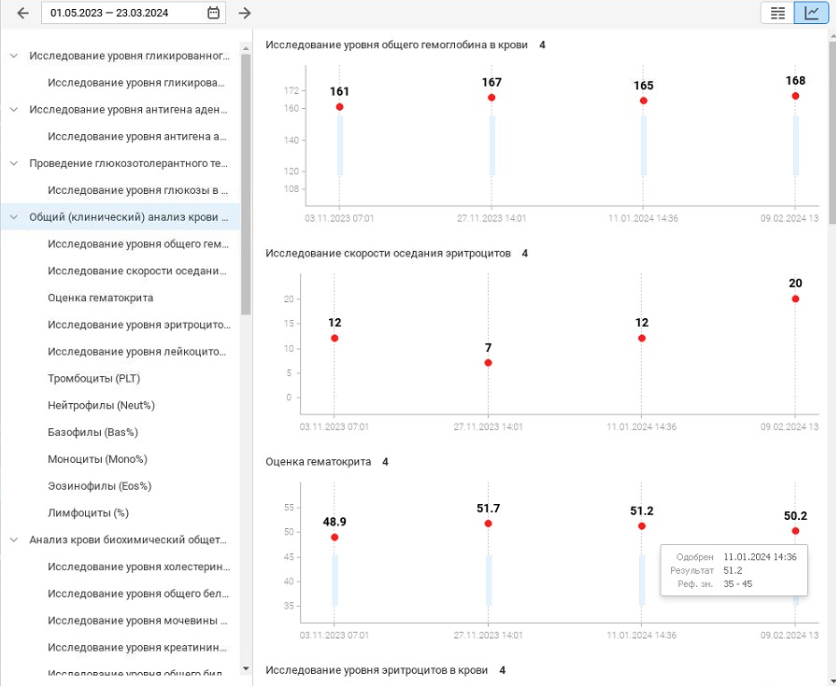 01.05.2023 — 23.03.2024
Исследование уровня гликированног...
Исследование уровня гликирова...
Исследование уровня антигена аден...
Исследование уровня антигена а...
Проведение глюкозотолерантного те...
Исследование уровня глюкозы в ...
Общий (клинический) анализ крови ...
Исследование уровня общего гем...
Исследование скорости оседани...
Оценка гематокрита
Исследование уровня эритроцито...
Исследование уровня лейкоцито...
Тромбоциты (PLT)
Нейтрофилы (Neut%)
Базофилы (Bas%)
Моноциты (Mono%)
Эозинофилы (Eos%)
Лимфоциты (%)
Анализ крови биохимический общет...
Исследование уровня холестерин...
Исследование уровня общего бел...
Исследование уровня мочевины ...
Исследование уровня креатинин...
Исследование уровня общего бил...
Исследование уровня общего гемоглобина в крови 4
161 167 165 168
172
160
140
120
108
03.11.2023 07:01 27.11.2023 14:01 11.01.2024 14:36 09.02.2024 13
Исследование скорости оседания эритроцитов 4
12 7 12 20
20
15
10
5
0
03.11.2023 07:01 27.11.2023 14:01 11.01.2024 14:36 09.02.2024 13
Оценка гематокрита 4
48.9 51.7 51.2 50.2
55
50
45
40
35
Одобрен 11.01.2024 14:36
Результат 51.2
Реф. зн. 35 - 45
03.11.2023 07:01 27.11.2023 14:01 11.01.2024 14:36 09.02.2024 13
Исследование уровня эритроцитов в крови 4